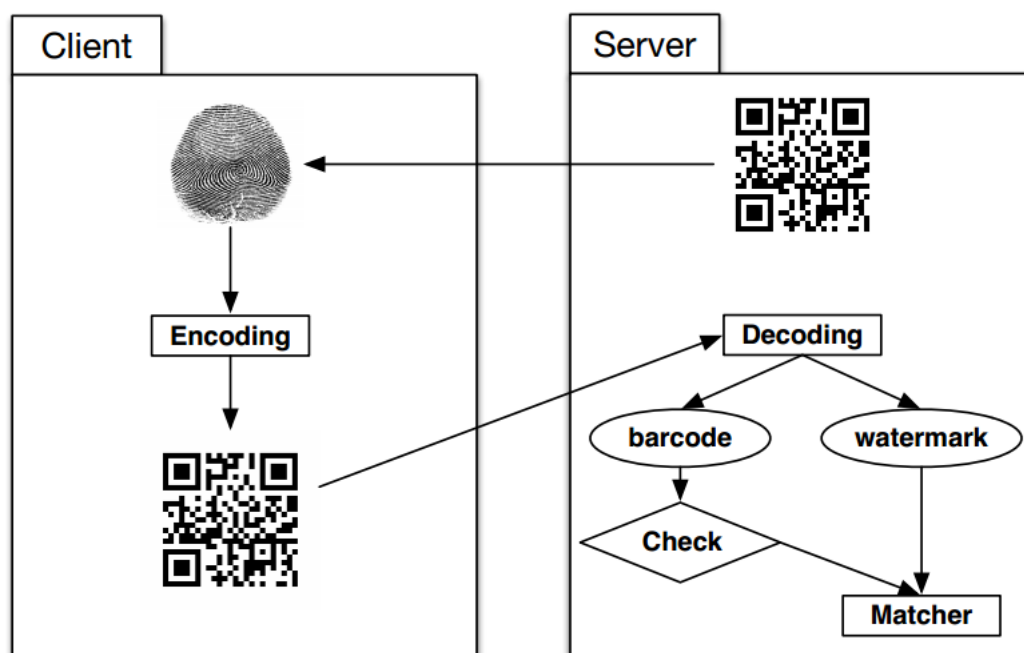 Client
Server
Encoding
Decoding
barcode
watermark
Check
Matcher